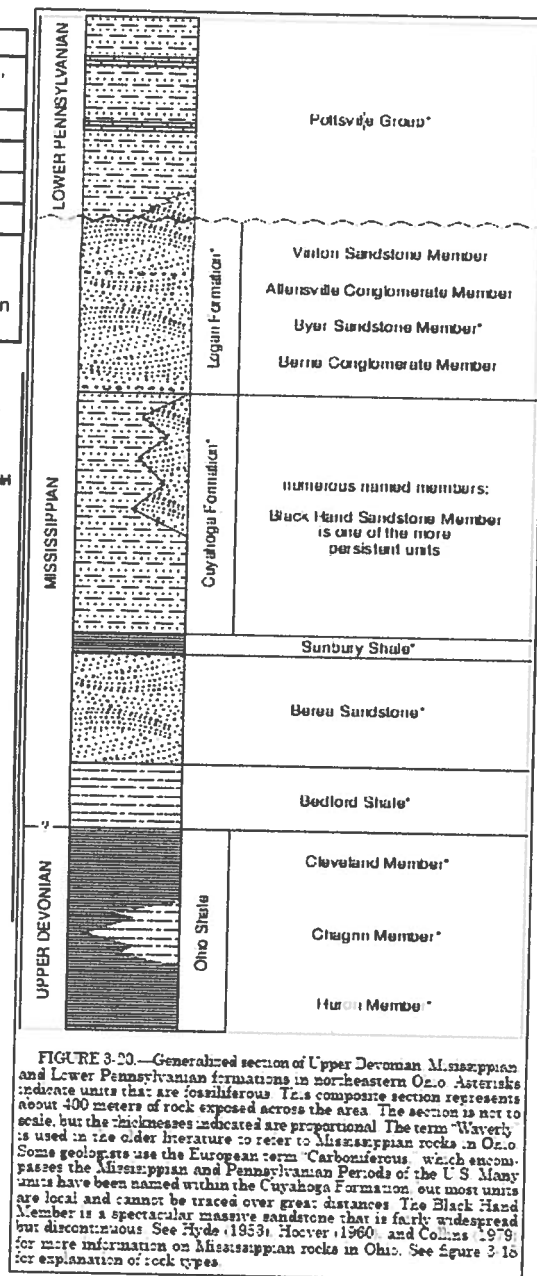 LOWER PENNSYLVANIAN
Pottsville Group*
MISSISSIPPIAN
Logan Formation*
Vinton Sandstone Member
Allensville Conglomerate Member
Byer Sandstone Member*
Berne Conglomerate Member
Cuyahoga Formation*
numerous named members:
Black Hand Sandstone Member
is one of the more
persistent units
Sunbury Shale*
Berea Sandstone*
Bedford Shale*
-?-
UPPER DEVONIAN
Ohio Shale
Cleveland Member*
Chagrin Member*
Huron Member*
n
FIGURE 3-20.—Generalized section of Upper Devonian, Mississippian
and Lower Pennsylvanian formations in northeastern Ohio. Asterisks
indicate units that are fossiliferous. This composite section represents
about 400 meters of rock exposed across the area. The section is not to
scale, but the thicknesses indicated are proportional. The term "Waverly"
is used in the older literature to refer to Mississippian rocks in Ohio.
Some geologists use the European term "Carboniferous," which encom-
passes the Mississippian and Pennsylvanian Periods of the U.S. Many
units have been named within the Cuyahoga Formation, but most units
are local and cannot be traced over great distances. The Black Hand
Member is a spectacular massive sandstone that is fairly widespread
but discontinuous. See Hyde (1953), Hoover (1960), and Collins (1979)
for more information on Mississippian rocks in Ohio. See figure 3-18
for explanation of rock types.